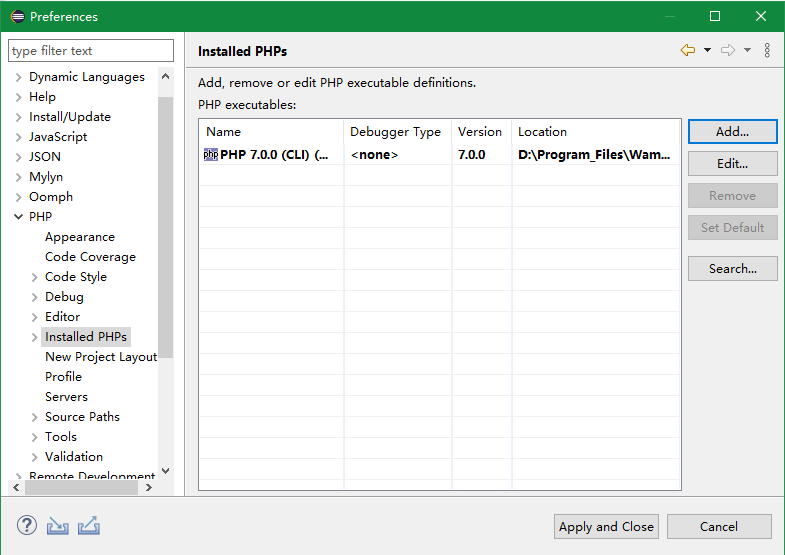 Preferences
type filter text
Dynamic Languages
Help
Install/Update
JavaScript
JSON
Mylyn
Oomph
PHP
Appearance
Code Coverage
Code Style
Debug
Editor
Installed PHPs
New Project Layout
Profile
Servers
Source Paths
Tools
Validation
Remote Development
Installed PHPs
Add, remove or edit PHP executable definitions.
PHP executables:
Name Debugger Type Version Location
php PHP 7.0.0 (CLI) (... <none> 7.0.0 D:\Program_Files\Wam...
Add...
Edit...
Remove
Set Default
Search...
? Apply and Close Cancel